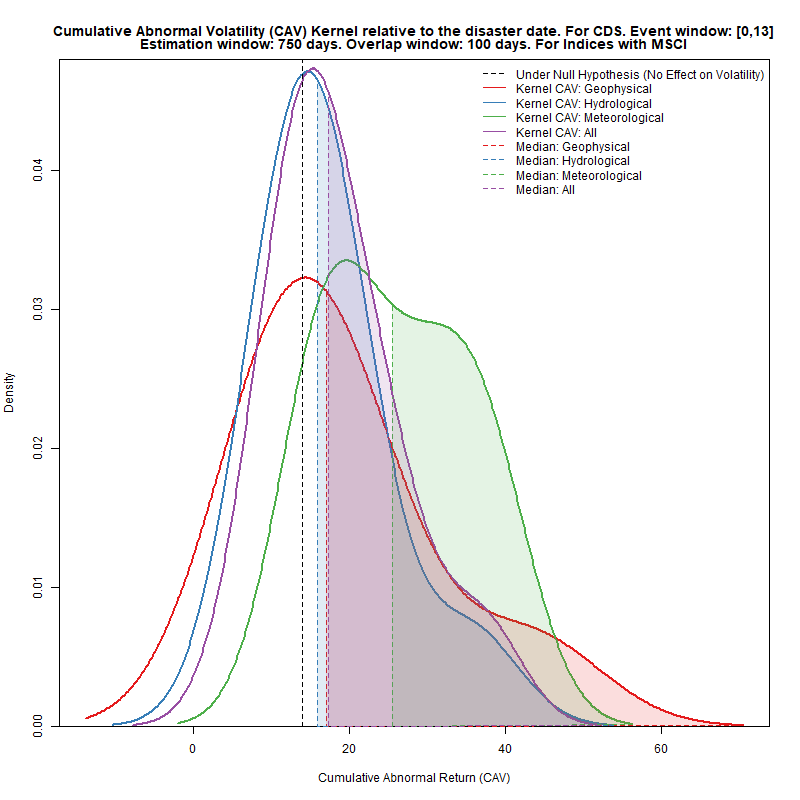 Cumulative Abnormal Volatility (CAV) Kernel relative to the disaster date. For CDS. Event window: [0,13]
Estimation window: 750 days. Overlap window: 100 days. For Indices with MSCI
Under Null Hypothesis (No Effect on Volatility)
Kernel CAV: Geophysical
Kernel CAV: Hydrological
Kernel CAV: Meteorological
Kernel CAV: All
Median: Geophysical
Median: Hydrological
Median: Meteorological
Median: All
Density
0.04
0.03
0.02
0.01
0.00
0 20 40 60
Cumulative Abnormal Return (CAV)